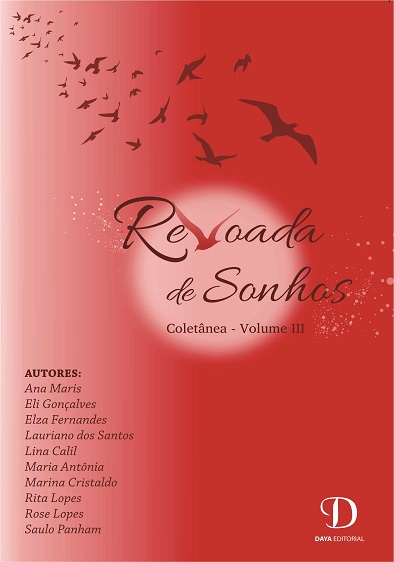 Revoada
de Sonhos
Coletânea - Volume III
AUTORES:
Ana Maris
Eli Gonçalves
Elza Fernandes
Lauriano dos Santos
Lina Calil
Maria Antônia
Marina Cristaldo
Rita Lopes
Rose Lopes
Saulo Panham
D
DAYA EDITORIAL